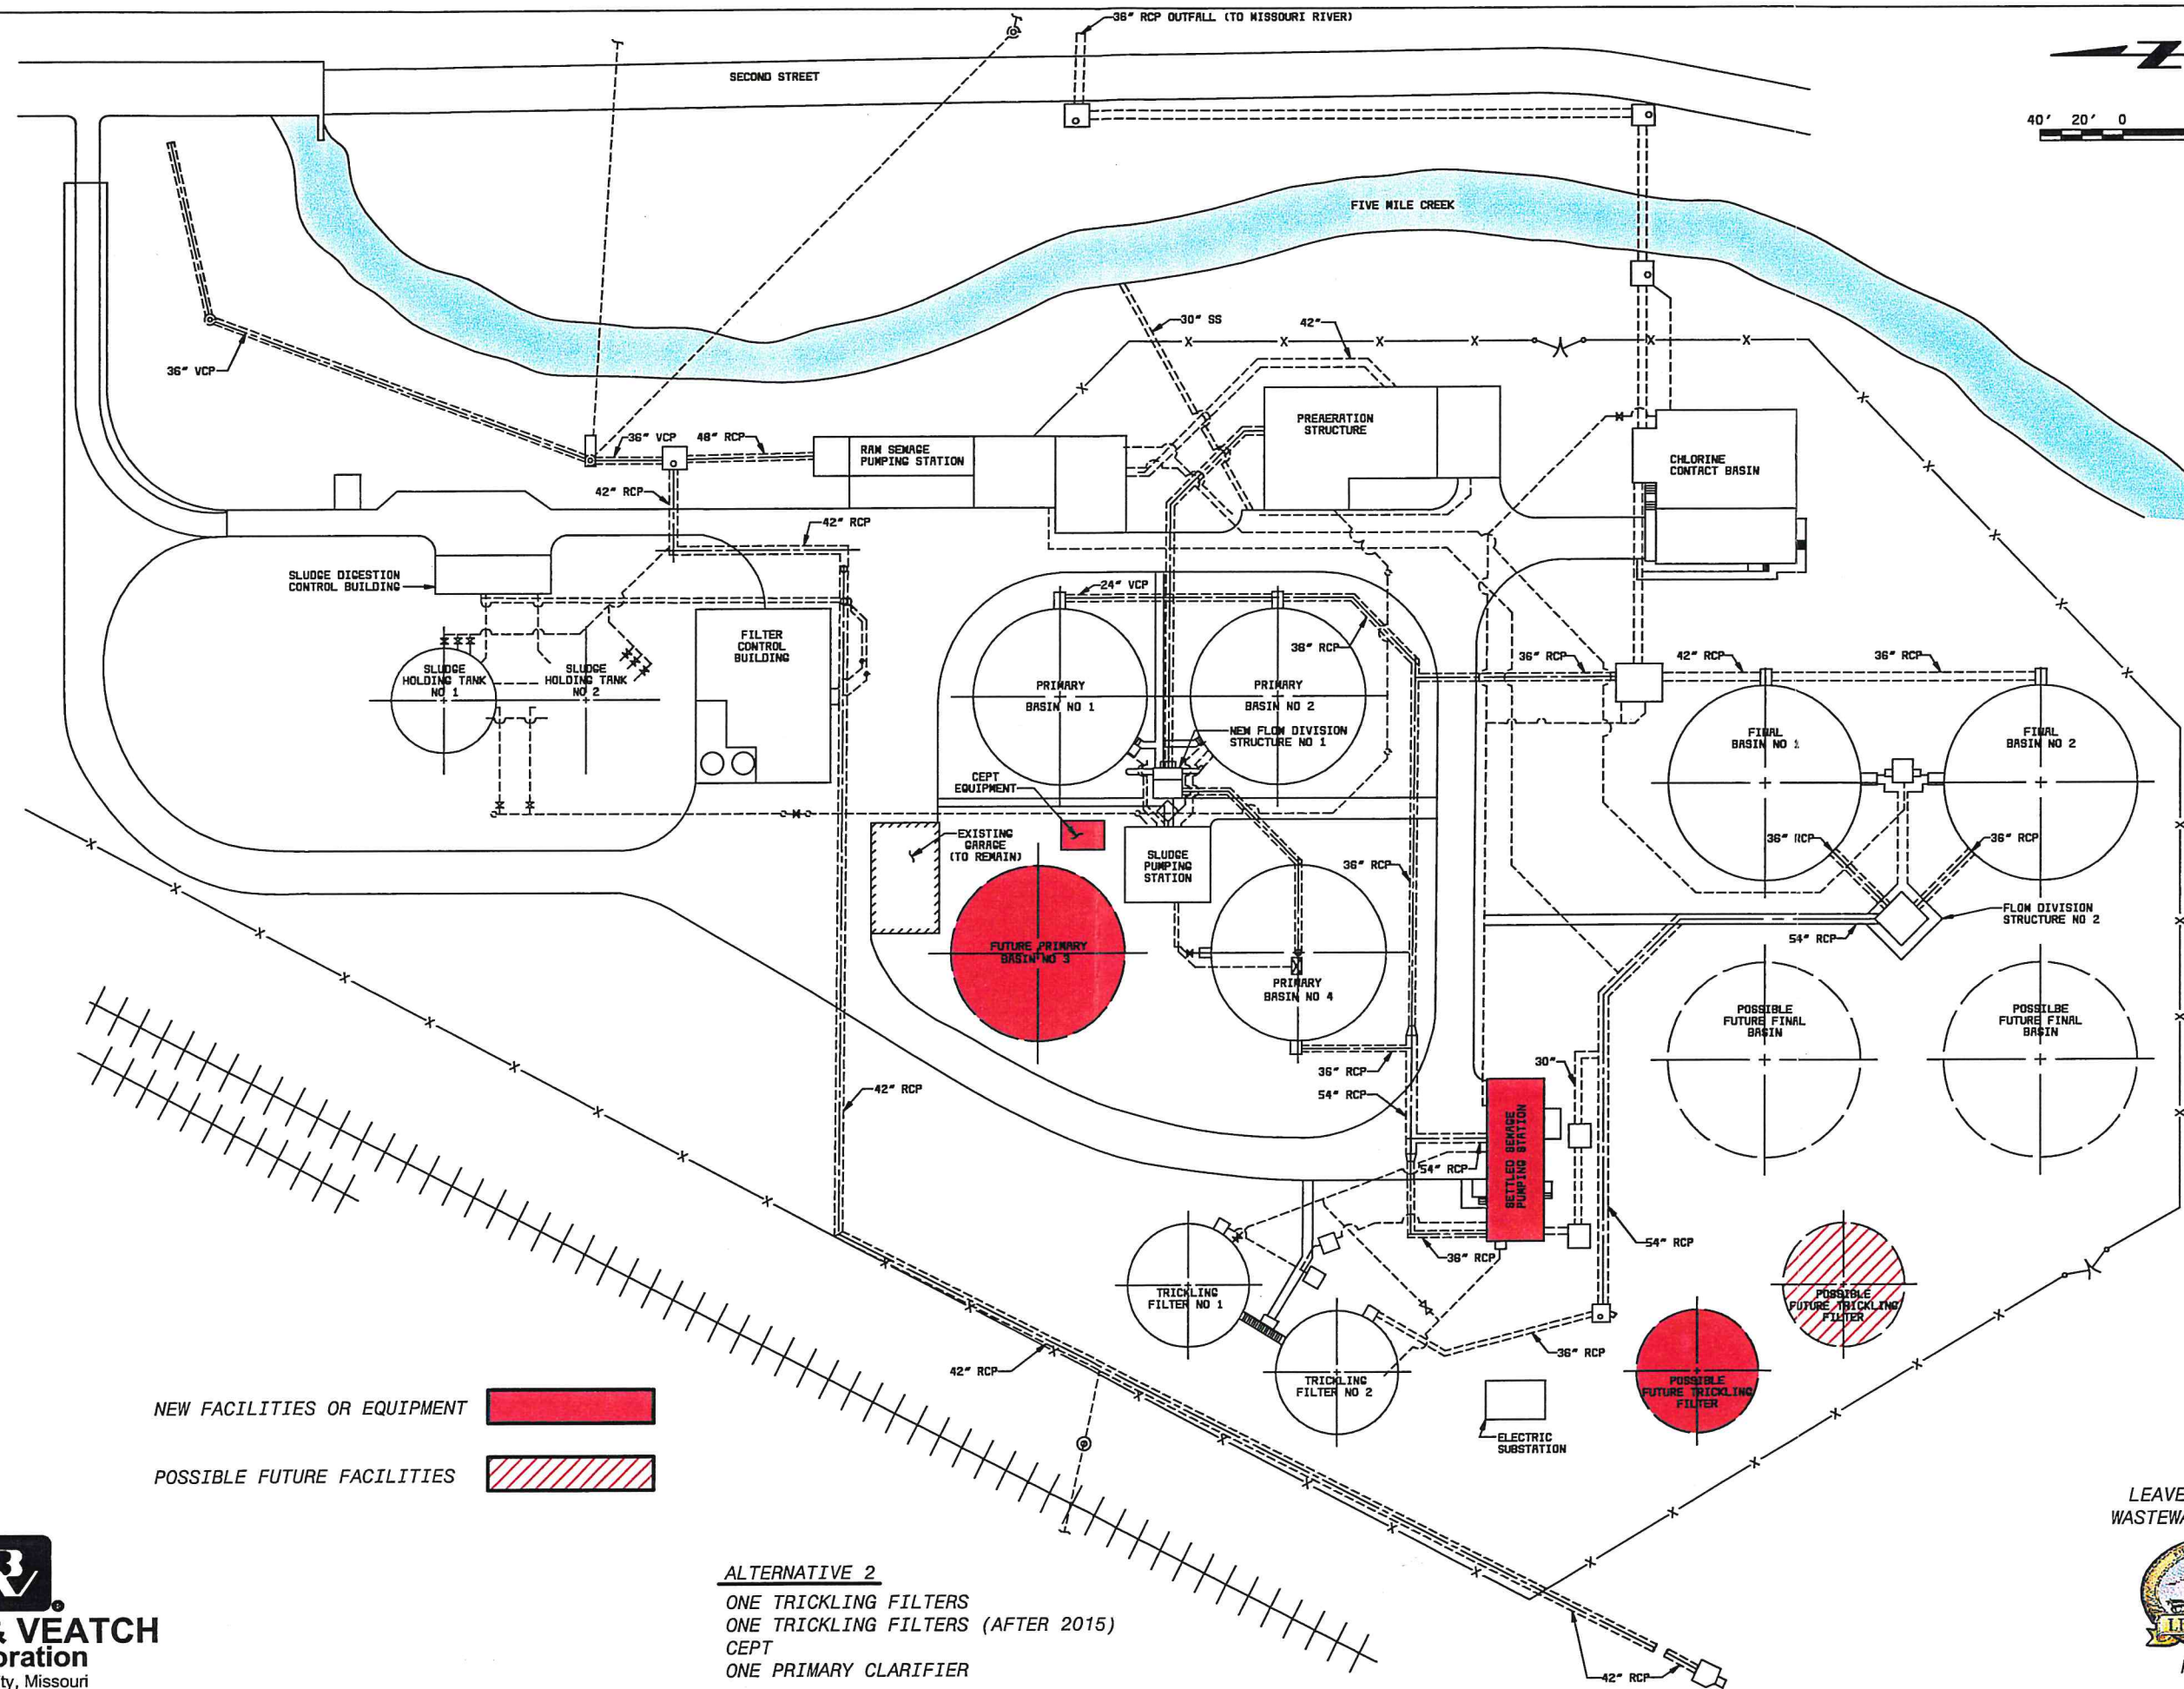 36" RCP OUTFALL (TO MISSOURI RIVER)
SECOND STREET
Z
40' 20' 0
FIVE MILE CREEK
36" VCP
30" SS
42"
PREAERATION
STRUCTURE
RAW SEWAGE
PUMPING STATION
36" VCP
48" RCP
42" RCP
CHLORINE
CONTACT BASIN
42" RCP
SLUDGE DIGESTION
CONTROL BUILDING
24" VCP
FILTER
CONTROL
BUILDING
36" RCP
36" RCP
42" RCP
36" RCP
SLUDGE
HOLDING TANK
NO 1
SLUDGE
HOLDING TANK
NO 2
PRIMARY
BASIN NO 1
PRIMARY
BASIN NO 2
NEW FLOW DIVISION
STRUCTURE NO 1
FINAL
BASIN NO 1
FINAL
BASIN NO 2
CEPT
EQUIPMENT
EXISTING
GARAGE
(TO REMAIN)
SLUDGE
PUMPING
STATION
36" RCP
36" RCP
36" RCP
FLOW DIVISION
STRUCTURE NO 2
54" RCP
FUTURE PRIMARY
BASIN NO 3
PRIMARY
BASIN NO 4
POSSIBLE
FUTURE FINAL
BASIN
POSSILBE
FUTURE FINAL
BASIN
36" RCP
30"
54" RCP
42" RCP
54" RCP
SETTLED SEWAGE
PUMPING STATION
54" RCP
36" RCP
TRICKLING
FILTER NO 1
POSSIBLE
FUTURE TRICKLING
FILTER
36" RCP
42" RCP
TRICKLING
FILTER NO 2
POSSIBLE
FUTURE TRICKLING
FILTER
ELECTRIC
SUBSTATION
NEW FACILITIES OR EQUIPMENT
POSSIBLE FUTURE FACILITIES
LEAVE
WASTEWA
& VEATCH
oration
ty, Missouri
ALTERNATIVE 2
ONE TRICKLING FILTERS
ONE TRICKLING FILTERS (AFTER 2015)
CEPT
ONE PRIMARY CLARIFIER
42" RCP